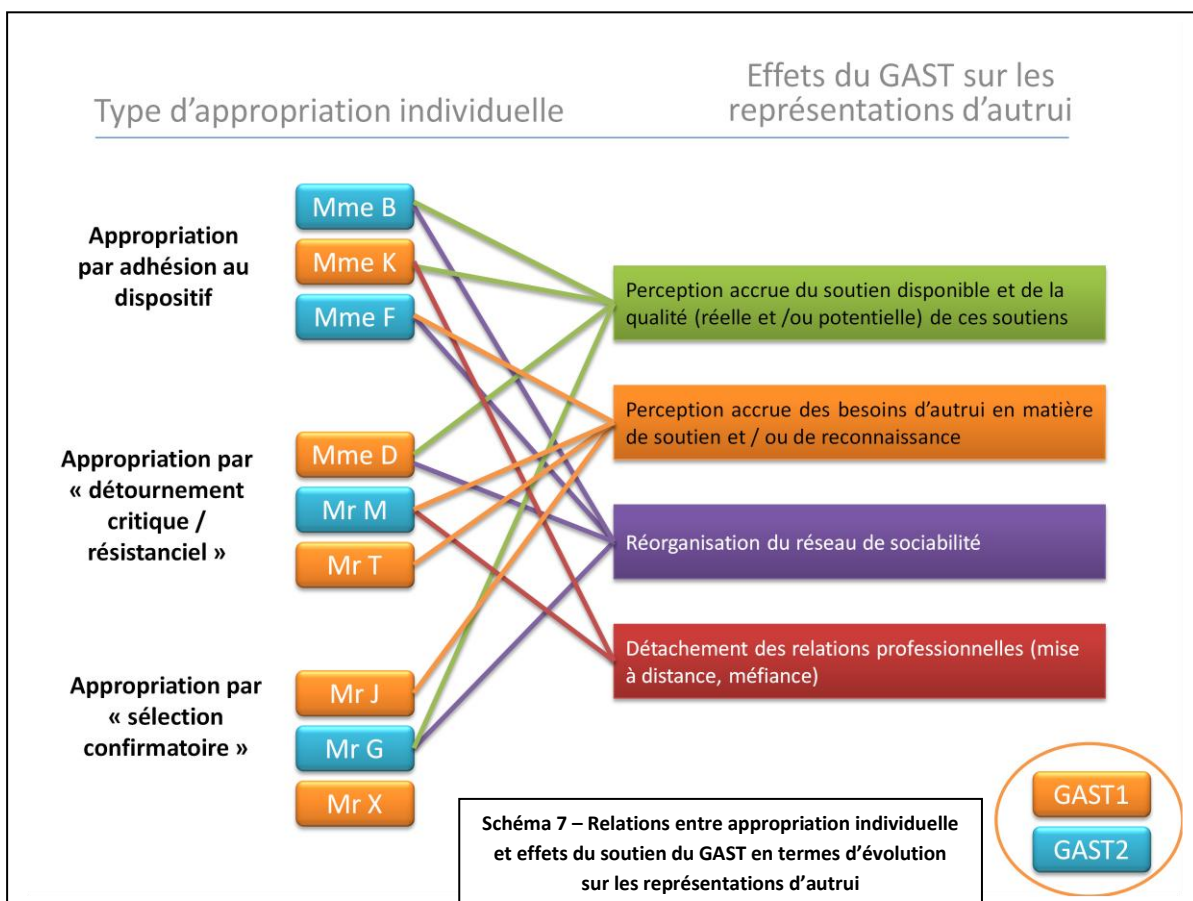 Type d’appropriation individuelle
Effets du GAST sur les
représentations d’autrui
Appropriation
par adhésion au
dispositif
Mme B
Mme K
Mme F
Appropriation par
« détournement
critique /
résistanciel »
Mme D
Mr M
Mr T
Appropriation par
« sélection
confirmatoire »
Mr J
Mr G
Mr X
Perception accrue du soutien disponible et de la
qualité (réelle et /ou potentielle) de ces soutiens
Perception accrue des besoins d’autrui en matière
de soutien et / ou de reconnaissance
Réorganisation du réseau de sociabilité
Détachement des relations professionnelles (mise
à distance, méfiance)
Schéma 7 – Relations entre appropriation individuelle
et effets du soutien du GAST en termes d’évolution
sur les représentations d’autrui
GAST1
GAST2